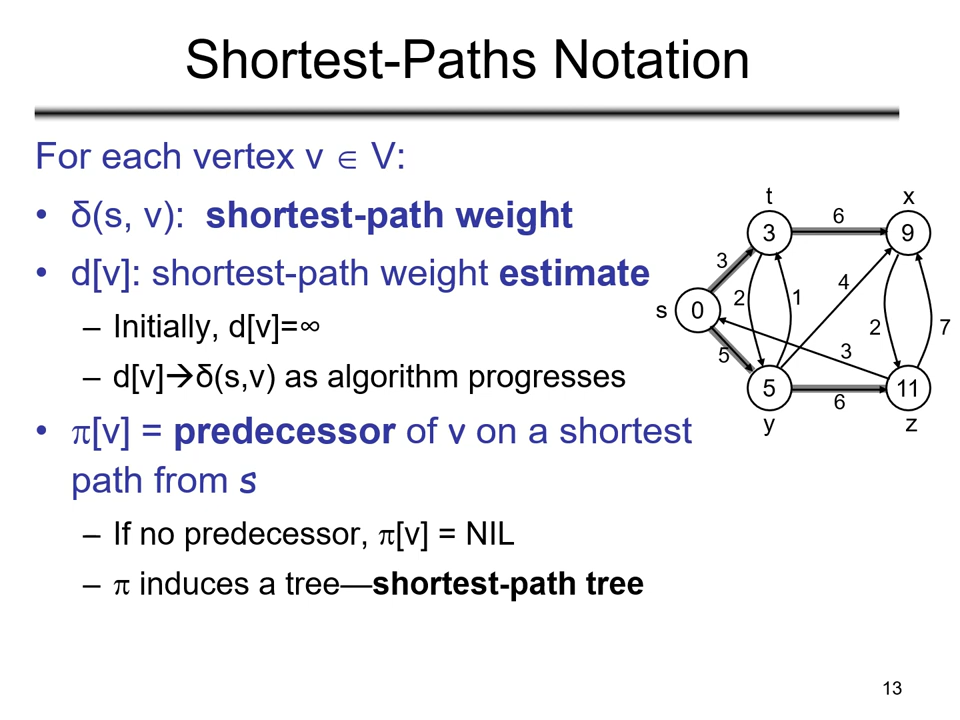 Shortest-Paths Notation
For each vertex v ∈ V:
• δ(s, v): shortest-path weight
• d[v]: shortest-path weight estimate
– Initially, d[v]=∞
– d[v]→δ(s,v) as algorithm progresses
• π[v] = predecessor of v on a shortest
path from s
– If no predecessor, π[v] = NIL
– π induces a tree—shortest-path tree
t x
6
3 9
3
4
2 1
s 0
2 7
5 3
5 11
6
y z
13